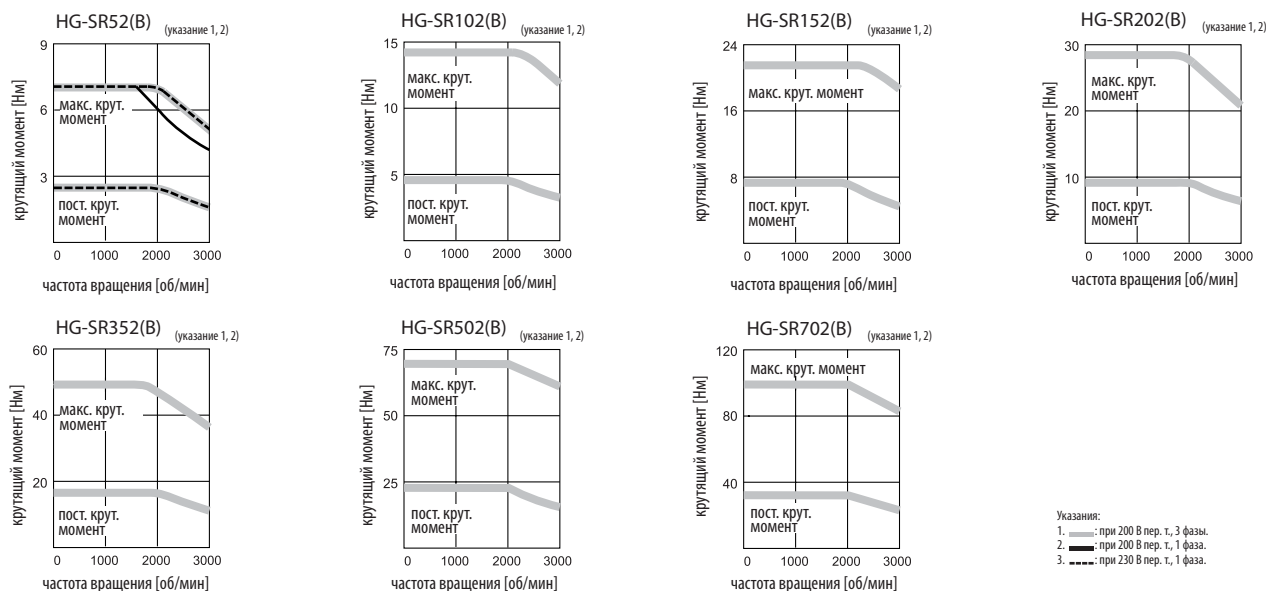 HG-SR52(B) (указание 1, 2)
9
6
3
крутящий момент [Нм]
макс. крут.
момент
пост. крут.
момент
0 1000 2000 3000
частота вращения [об/мин]
HG-SR102(B) (указание 1, 2)
15
10
5
крутящий момент [Нм]
макс. крут.
момент
пост. крут.
момент
0 1000 2000 3000
частота вращения [об/мин]
HG-SR152(B) (указание 1, 2)
24
16
8
крутящий момент [Нм]
макс. крут. момент
пост. крут.
момент
0 1000 2000 3000
частота вращения [об/мин]
HG-SR202(B) (указание 1, 2)
30
20
10
крутящий момент [Нм]
макс. крут.
момент
пост. крут.
момент
0 1000 2000 3000
частота вращения [об/мин]
HG-SR352(B) (указание 1, 2)
60
40
20
крутящий момент [Нм]
макс. крут.
момент
пост. крут.
момент
0 1000 2000 3000
частота вращения [об/мин]
HG-SR502(B) (указание 1, 2)
75
50
25
крутящий момент [Нм]
макс. крут.
момент
пост. крут.
момент
0 1000 2000 3000
частота вращения [об/мин]
HG-SR702(B) (указание 1, 2)
120
80
40
крутящий момент [Нм]
макс. крут. момент
пост. крут.
момент
0 1000 2000 3000
частота вращения [об/мин]
Указания:
1. : при 200 В пер. т., 3 фазы.
2. : при 200 В пер. т., 1 фаза.
3. : при 230 В пер. т., 1 фаза.